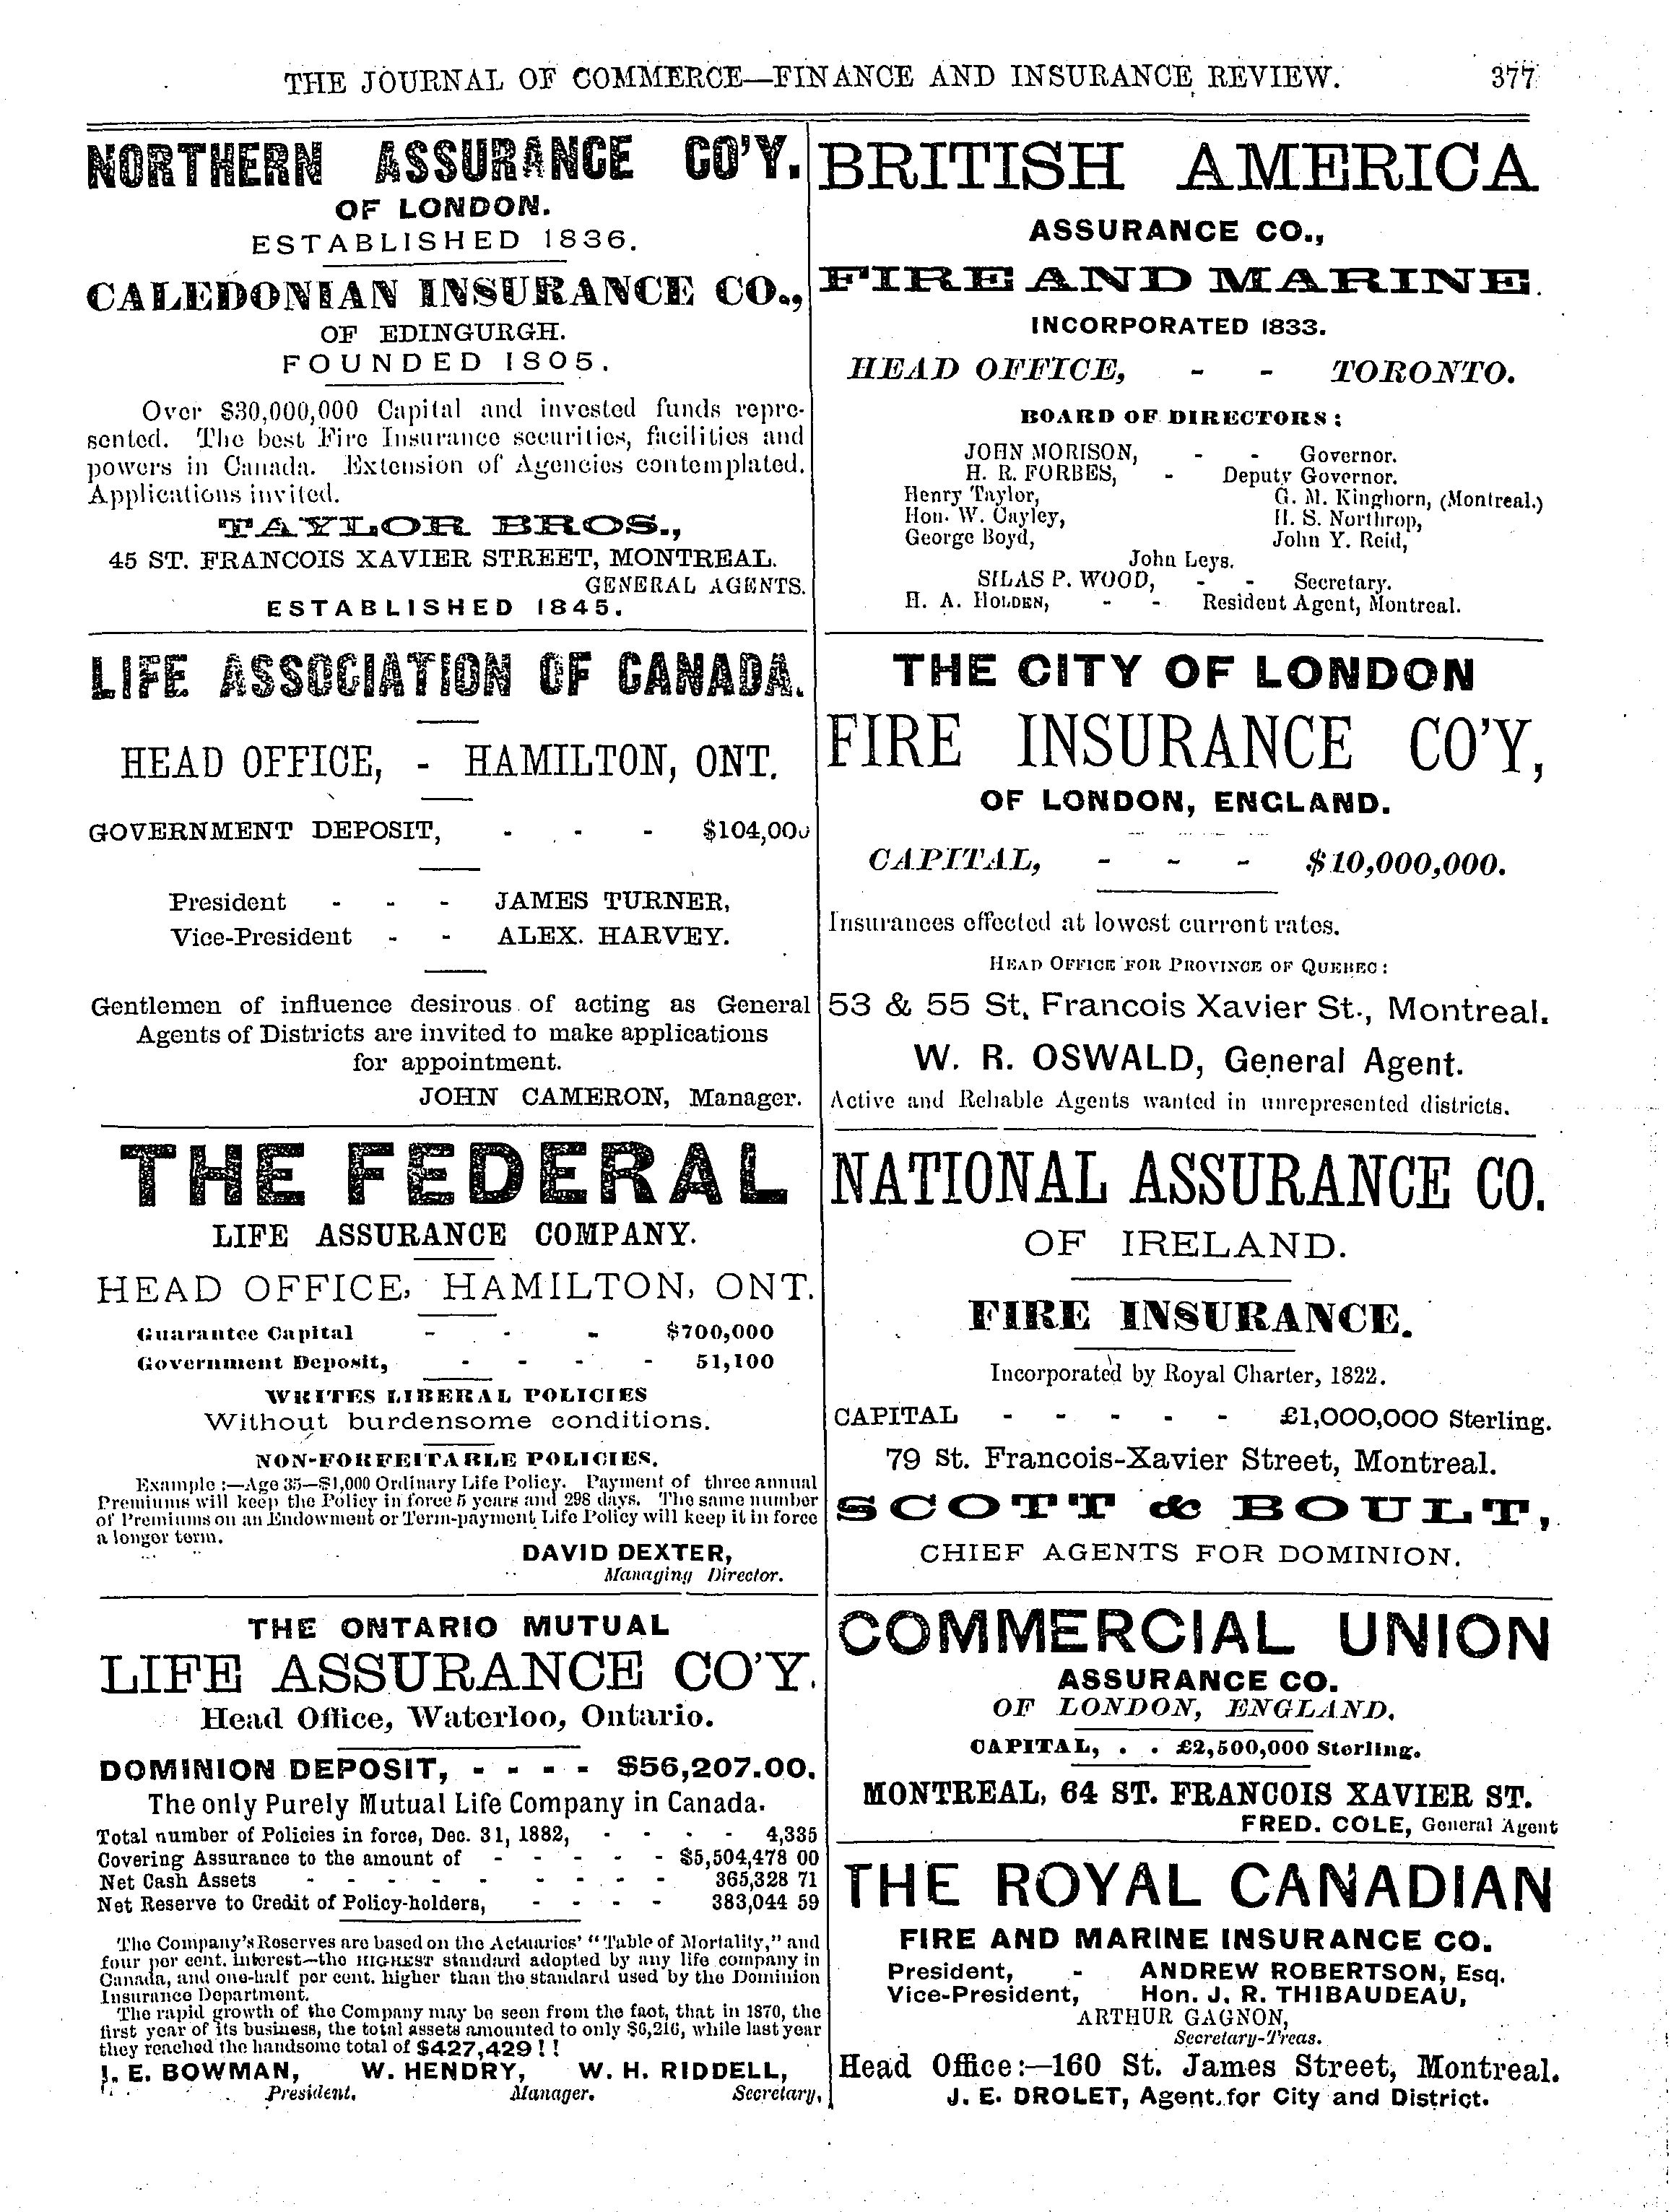 THE JOURNAL OF COMMERCE—FINANCE AND INSURANCE REVIEW. 377
NORTHERN ASSURANCE CO'Y.
OF LONDON.
ESTABLISHED 1836.
CALEDONIAN INSURANCE CO.,
OF EDINGURGH.
FOUNDED 1805.
Over $30,000,000 Capital and invested funds repre-
sented. The best Fire Insurance securities, facilities and
powers in Canada. Extension of Agencies contemplated.
Applications invited.
TAYLOR BROS.,
45 ST. FRANCOIS XAVIER STREET, MONTREAL.
GENERAL AGENTS.
ESTABLISHED 1845.
LIFE ASSOCIATION OF CANADA.
HEAD OFFICE, - HAMILTON, ONT.
GOVERNMENT DEPOSIT, - - - $104,000
President - - - JAMES TURNER,
Vice-President - - ALEX. HARVEY.
Gentlemen of influence desirous of acting as General
Agents of Districts are invited to make applications
for appointment.
JOHN CAMERON, Manager.
THE FEDERAL
LIFE ASSURANCE COMPANY.
HEAD OFFICE, HAMILTON, ONT.
Guarantee Capital - - - $700,000
Government Deposit, - - - - 51,100
WRITES LIBERAL POLICIES
Without burdensome conditions.
NON-FORFEITABLE POLICIES.
Example:—Age 35—$1,000 Ordinary Life Policy. Payment of three annual
Premiums will keep the Policy in force 5 years and 298 days. The same number
of Premiums on an Endowment or Term-payment Life Policy will keep it in force
a longer term.
DAVID DEXTER,
Managing Director.
THE ONTARIO MUTUAL
LIFE ASSURANCE CO'Y.
Head Office, Waterloo, Ontario.
DOMINION DEPOSIT, - - - - $56,207.00.
The only Purely Mutual Life Company in Canada.
Total number of Policies in force, Dec. 31, 1882, - - - - 4,335
Covering Assurance to the amount of - - - - - $5,504,478 00
Net Cash Assets - - - - - - - - - 365,328 71
Net Reserve to Credit of Policy-holders, - - - - 383,044 59
The Company's Reserves are based on the Actuaries' "Table of Mortality," and
four per cent. interest—the HIGHEST standard adopted by any life company in
Canada, and one-half per cent. higher than the standard used by the Dominion
Insurance Department.
The rapid growth of the Company may be seen from the fact, that in 1870, the
first year of its business, the total assets amounted to only $6,216, while last year
they reached the handsome total of $427,429!!
I. E. BOWMAN, W. HENDRY, W. H. RIDDELL,
President. Manager. Secretary.
BRITISH AMERICA
ASSURANCE CO.,
FIRE AND MARINE.
INCORPORATED 1833.
HEAD OFFICE, - - TORONTO.
BOARD OF DIRECTORS:
JOHN MORISON, - - Governor.
H. R. FORBES, - Deputy Governor.
Henry Taylor, G. M. Kinghorn, (Montreal.)
Hon. W. Cayley, H. S. Northrop,
George Boyd, John Y. Reid,
John Leys.
SILAS P. WOOD, - - Secretary.
H. A. HOLDEN, - - Resident Agent, Montreal.
THE CITY OF LONDON
FIRE INSURANCE CO'Y,
OF LONDON, ENGLAND.
CAPITAL, - - - $10,000,000.
Insurances effected at lowest current rates.
HEAD OFFICE FOR PROVINCE OF QUEBEC:
53 & 55 St. Francois Xavier St., Montreal.
W. R. OSWALD, General Agent.
Active and Reliable Agents wanted in unrepresented districts.
NATIONAL ASSURANCE CO.
OF IRELAND.
FIRE INSURANCE.
Incorporated by Royal Charter, 1822.
CAPITAL - - - - - £1,000,000 Sterling.
79 St. Francois-Xavier Street, Montreal.
SCOTT & BOULT,
CHIEF AGENTS FOR DOMINION.
COMMERCIAL UNION
ASSURANCE CO.
OF LONDON, ENGLAND.
CAPITAL, . . £2,500,000 Sterling.
MONTREAL, 64 ST. FRANCOIS XAVIER ST.
FRED. COLE, General Agent
THE ROYAL CANADIAN
FIRE AND MARINE INSURANCE CO.
President, - ANDREW ROBERTSON, Esq.
Vice-President, Hon. J. R. THIBAUDEAU,
ARTHUR GAGNON,
Secretary-Treas.
Head Office:—160 St. James Street, Montreal.
J. E. DROLET, Agent for City and District.